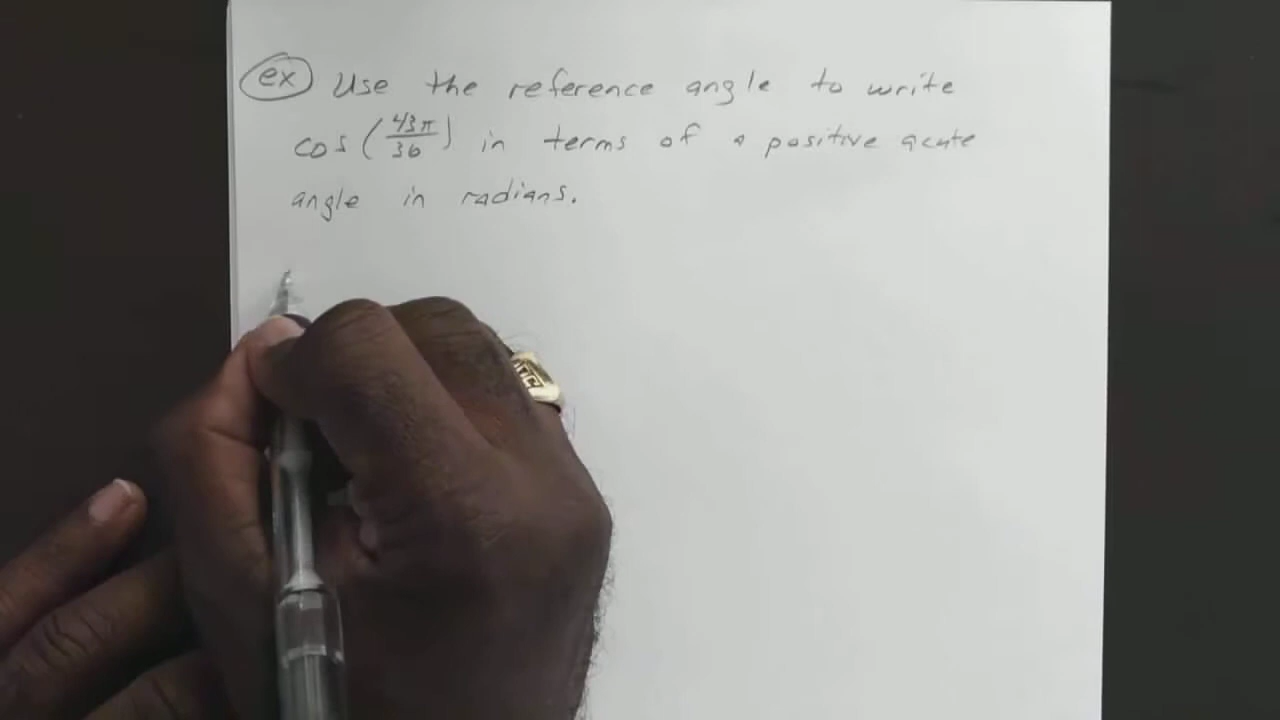 ex Use the reference angle to write
cos (43π/36) in terms of a positive acute
angle in radians.